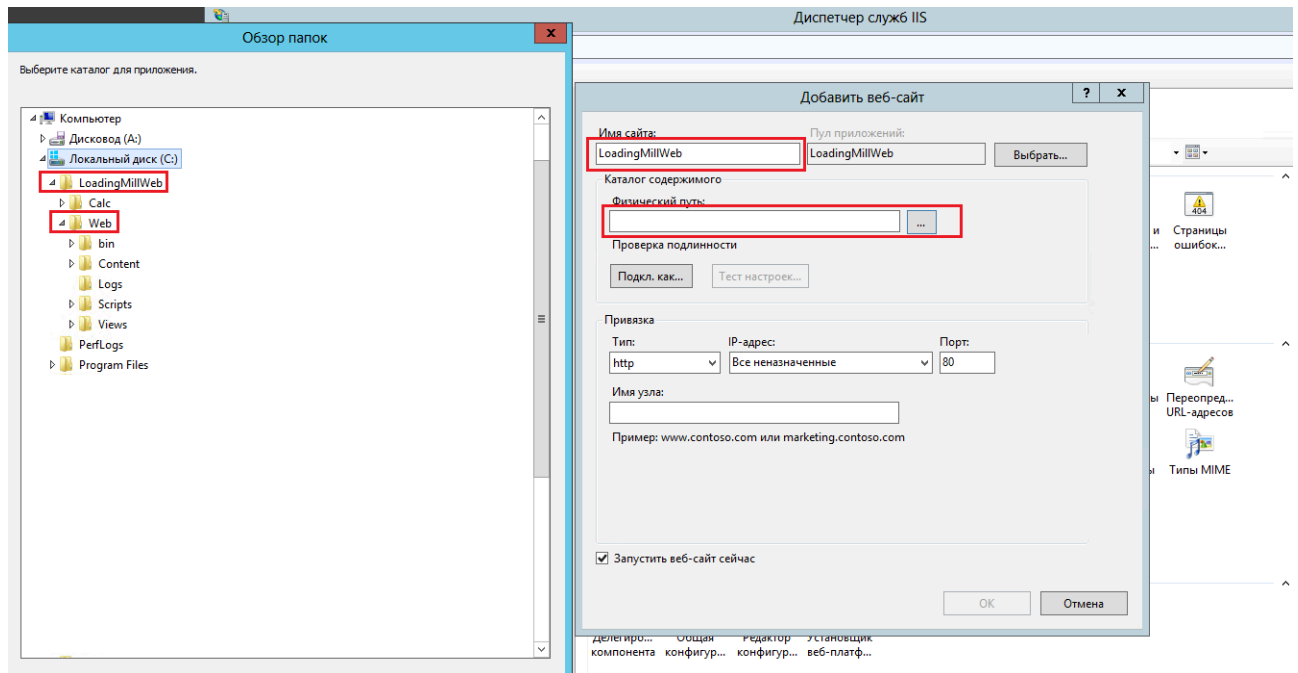 Диспетчер служб IIS
Обзор папок
x
Выберите каталог для приложения.
Компьютер
Дисковод (A:)
Локальный диск (C:)
LoadingMillWeb
Calc
Web
bin
Content
Logs
Scripts
Views
PerfLogs
Program Files
Добавить веб-сайт
? x
Имя сайта: Пул приложений:
LoadingMillWeb LoadingMillWeb Выбрать...
Каталог содержимого
Физический путь:
...
Проверка подлинности
Подкл. как... Тест настроек...
Привязка
Тип: IP-адрес: Порт:
http Все неназначенные 80
Имя узла:
Пример: www.contoso.com или marketing.contoso.com
Запустить веб-сайт сейчас
OK Отмена
404
и Страницы
... ошибок...
ы Переопред...
URL-адресов
ы Типы MIME
Делегиро... Общая Редактор Установщик
компонента конфигур... конфигур... веб-платф...